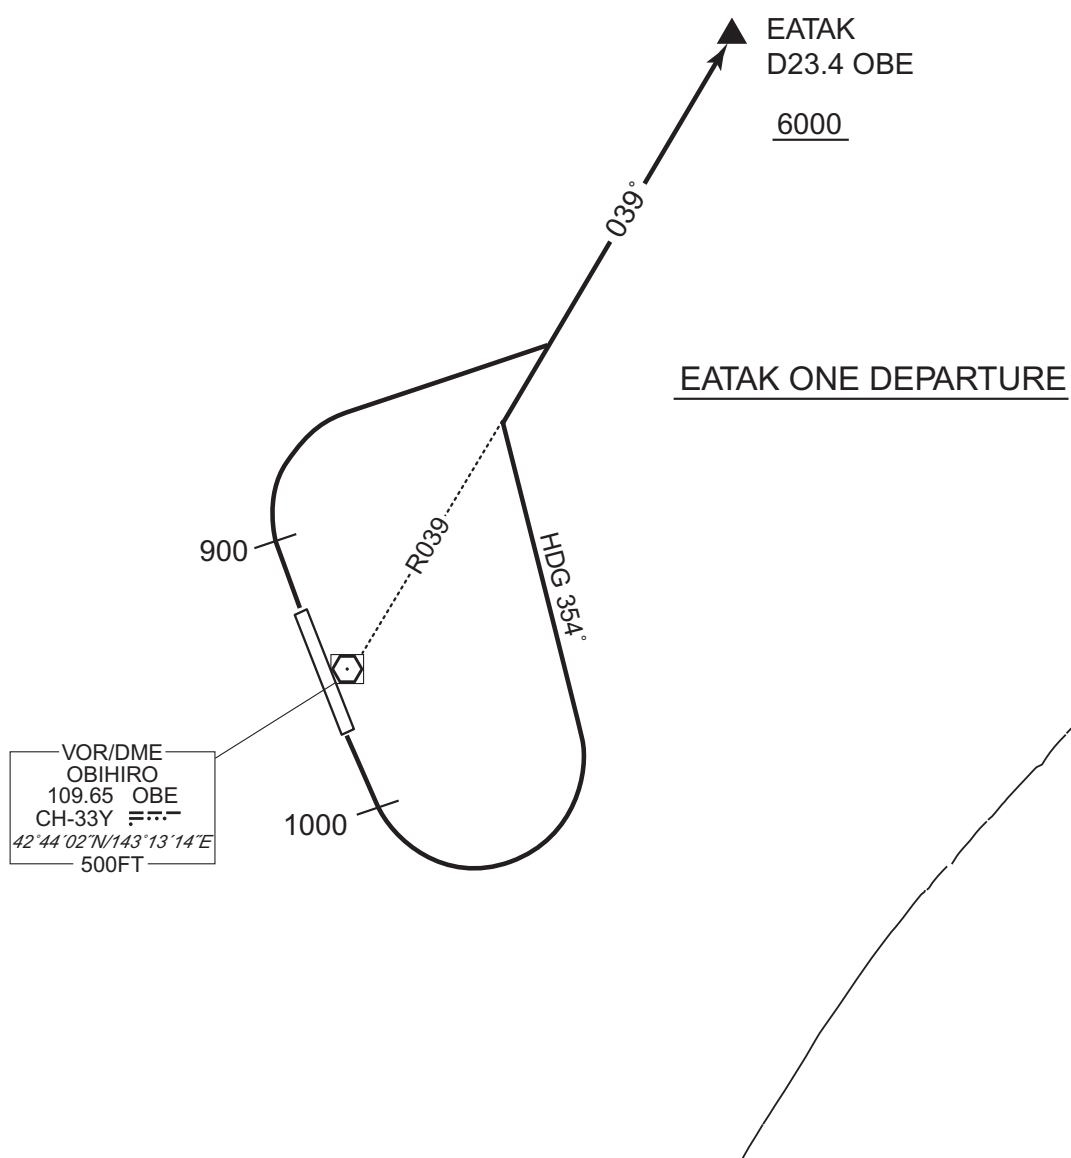 EATAK
D23.4 OBE
6000
039°
EATAK ONE DEPARTURE
900
R039
HDG 354°
VOR/DME
OBIHIRO
109.65 OBE
CH-33Y
42°44′02″N/143°13′14″E
500FT
1000